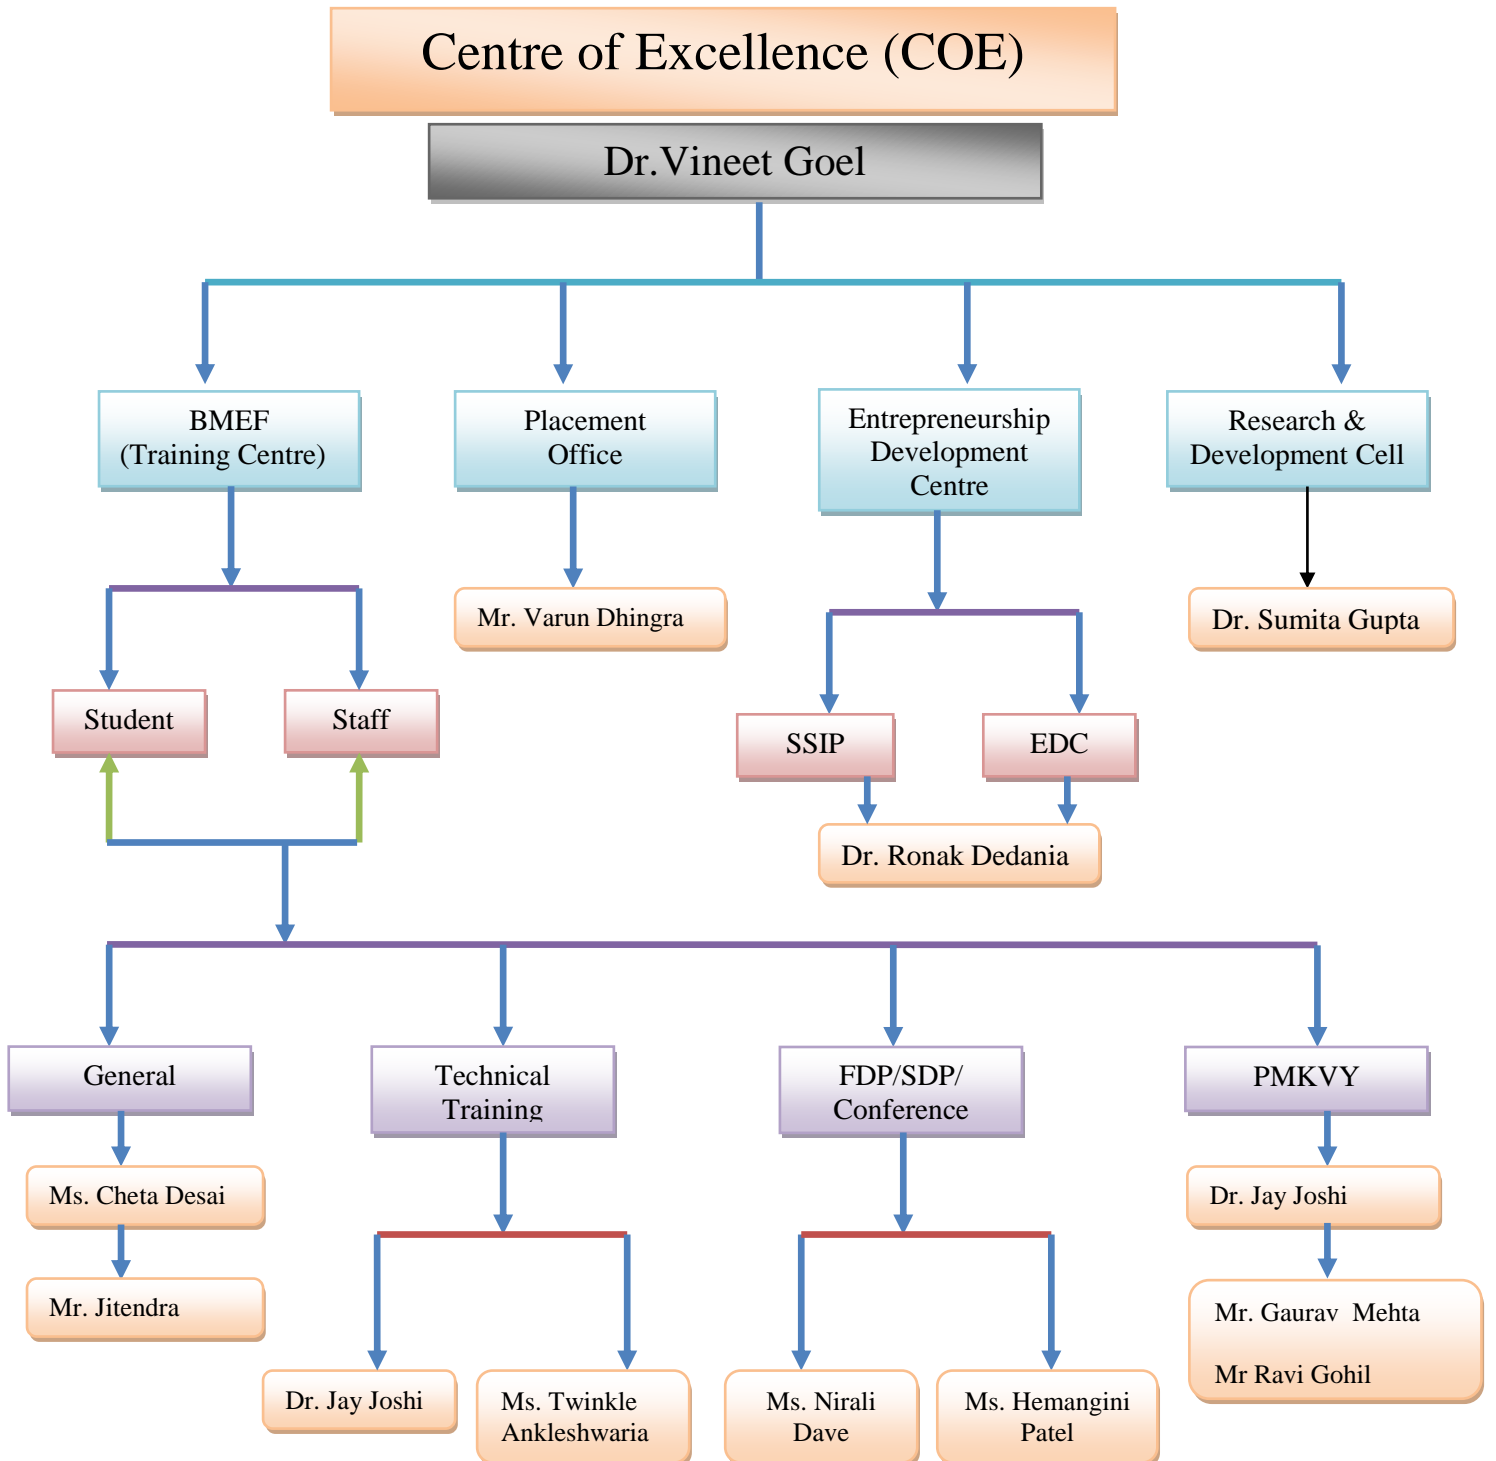 Centre of Excellence (COE)
Dr.Vineet Goel
BMEF
(Training Centre)
Placement
Office
Entrepreneurship
Development
Centre
Research &
Development Cell
Mr. Varun Dhingra
Dr. Sumita Gupta
Student
Staff
SSIP
EDC
Dr. Ronak Dedania
General
Technical
Training
FDP/SDP/
Conference
PMKVY
Ms. Cheta Desai
Mr. Jitendra
Dr. Jay Joshi
Ms. Twinkle
Ankleshwaria
Ms. Nirali
Dave
Ms. Hemangini
Patel
Dr. Jay Joshi
Mr. Gaurav  Mehta
Mr Ravi Gohil